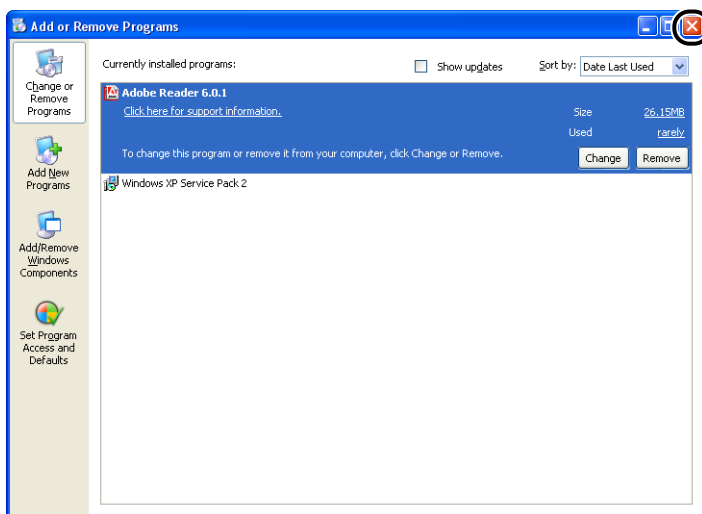 Add or Remove Programs
Change or
Remove
Programs
Add New
Programs
Add/Remove
Windows
Components
Set Program
Access and
Defaults
Currently installed programs:
Show updates
Sort by: Date Last Used
Adobe Reader 6.0.1
Click here for support information.
Size 26.15MB
Used rarely
To change this program or remove it from your computer, click Change or Remove.
Change Remove
Windows XP Service Pack 2